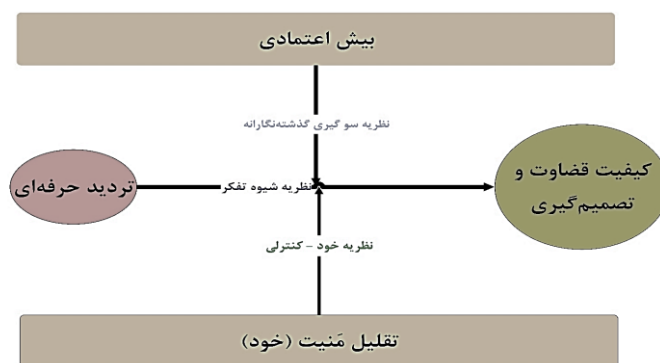 بیش اعتمادی
نظریه سو گیری گذشته‌نگارانه
کیفیت قضاوت و
تصمیم‌گیری
نظریه شیوه تفکر
تردید حرفه‌ای
نظریه خود – کنترلی
تقلیل مَنیت (خود)